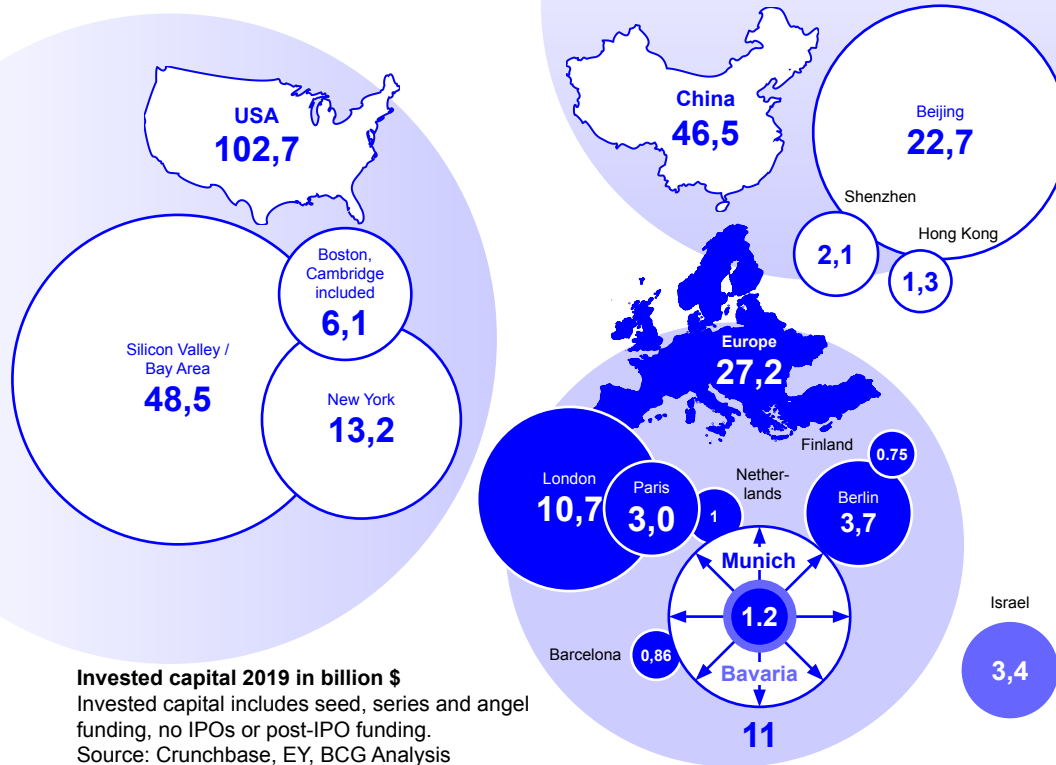 USA
102,7
Boston,
Cambridge
included
6,1
Silicon Valley /
Bay Area
48,5
New York
13,2
China
46,5
Beijing
22,7
Shenzhen
2,1
Hong Kong
1,3
Europe
27,2
London
10,7
Paris
3,0
Nether-
lands
1
Finland
0.75
Berlin
3,7
Munich
1.2
Bavaria
11
Barcelona
0,86
Israel
3,4
Invested capital 2019 in billion $
Invested capital includes seed, series and angel
funding, no IPOs or post-IPO funding.
Source: Crunchbase, EY, BCG Analysis